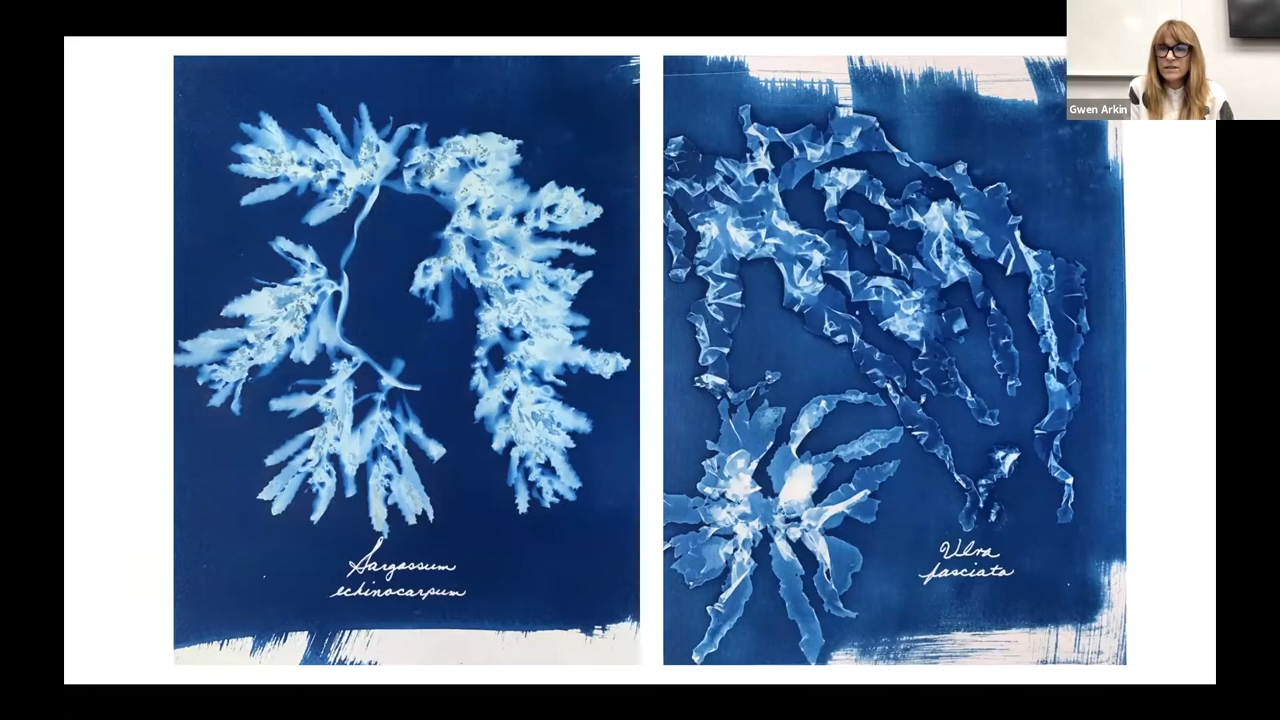 Gwen Arkin
Sargassum
echinocarpum
Ulva
fasciata